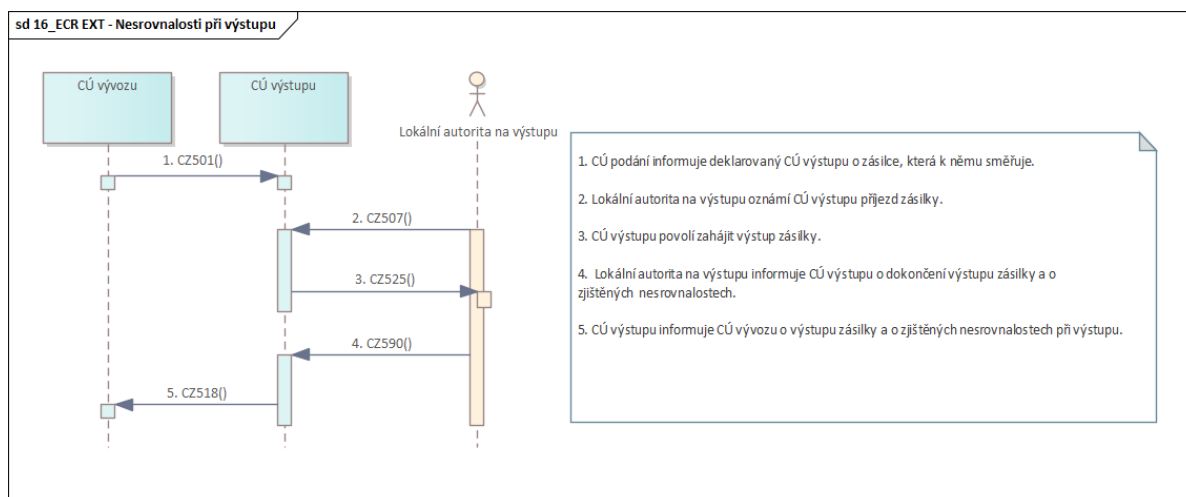 sd 16_ECR EXT - Nesrovnalosti při výstupu
CÚ vývozu
CÚ výstupu
Lokální autorita na výstupu
1. CZ501()
2. CZ507()
3. CZ525()
4. CZ590()
5. CZ518()
1. CÚ podání informuje deklarovaný CÚ výstupu o zásilce, která k němu směřuje.
2. Lokální autorita na výstupu oznámí CÚ výstupu příjezd zásilky.
3. CÚ výstupu povolí zahájit výstup zásilky.
4. Lokální autorita na výstupu informuje CÚ výstupu o dokončení výstupu zásilky a o
zjištěných nesrovnalostech.
5. CÚ výstupu informuje CÚ vývozu o výstupu zásilky a o zjištěných nesrovnalostech při výstupu.